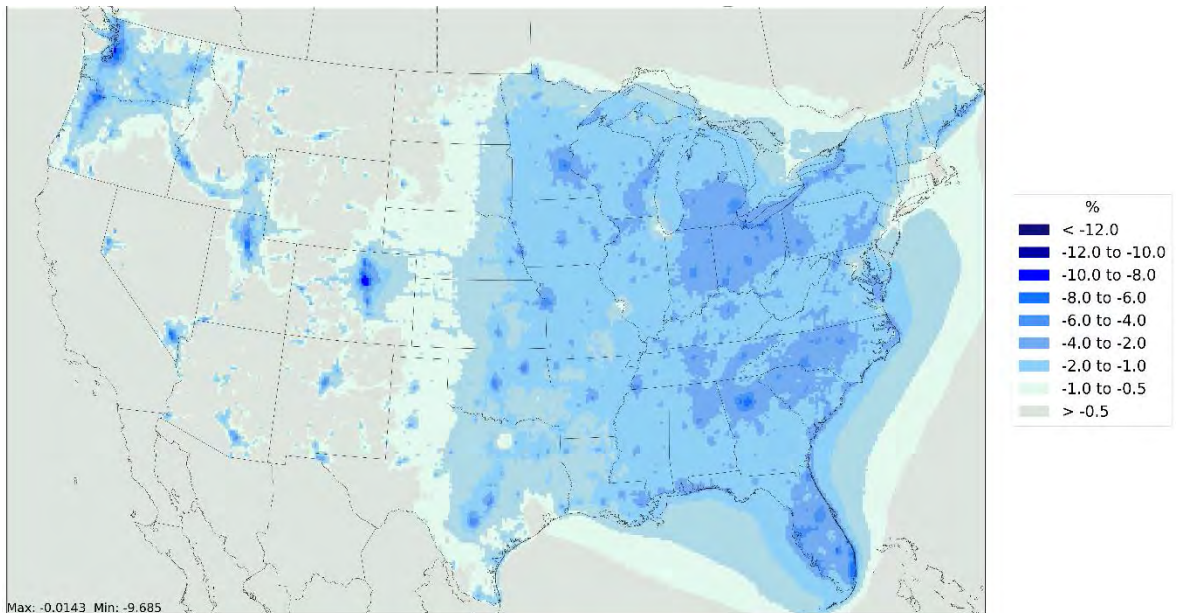 %
< -12.0
-12.0 to -10.0
-10.0 to -8.0
-8.0 to -6.0
-6.0 to -4.0
-4.0 to -2.0
-2.0 to -1.0
-1.0 to -0.5
> -0.5
Max: -0.0143 Min: -9.685